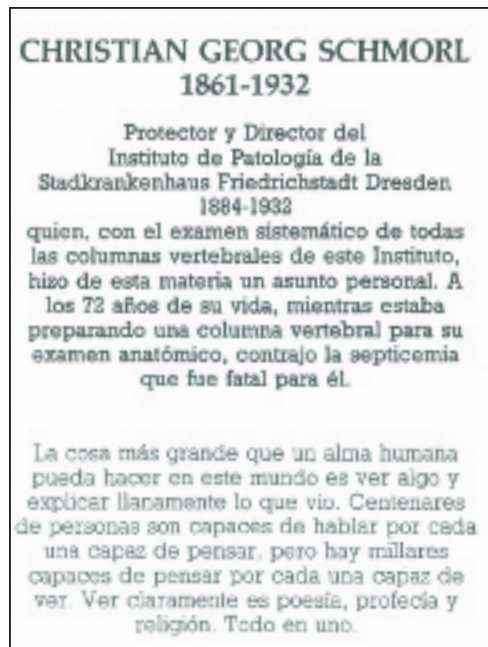 CHRISTIAN GEORG SCHMORL
1861-1932
Protector y Director del
Instituto de Patología de la
Stadkrankenhaus Friedrichstadt Dresden
1884-1932
quien, con el examen sistemático de todas
las columnas vertebrales de este Instituto,
hizo de esta materia un asunto personal. A
los 72 años de su vida, mientras estaba
preparando una columna vertebral para su
examen anatómico, contrajo la septicemia
que fue fatal para él.
La cosa más grande que un alma humana
pueda hacer en este mundo es ver algo y
explicar llanamente lo que vio. Centenares
de personas son capaces de hablar por cada
una capaz de pensar, pero hay millares
capaces de pensar por cada una capaz de
ver. Ver claramente es poesía, profecía y
religión. Todo en uno.